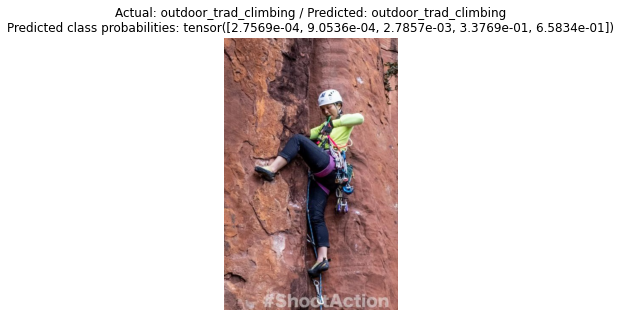 Actual: outdoor_trad_climbing / Predicted: outdoor_trad_climbing
Predicted class probabilities: tensor([2.7569e-04, 9.0536e-04, 2.7857e-03, 3.3769e-01, 6.5834e-01])
#ShootAction